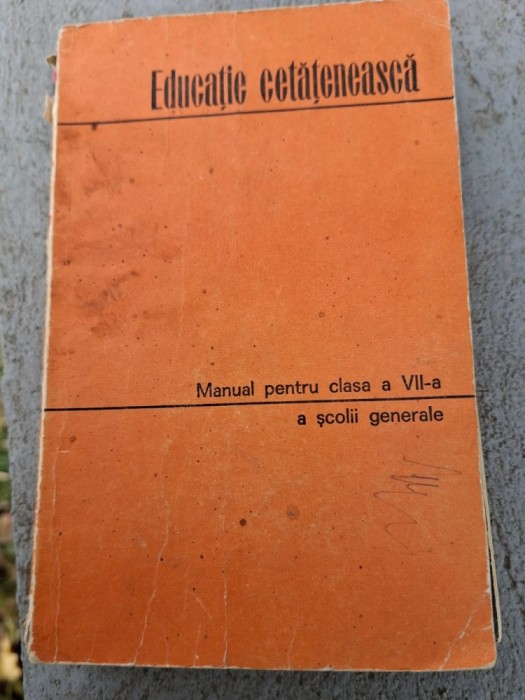 Educație cetățenească
Manual pentru clasa a VII-a
a școlii generale